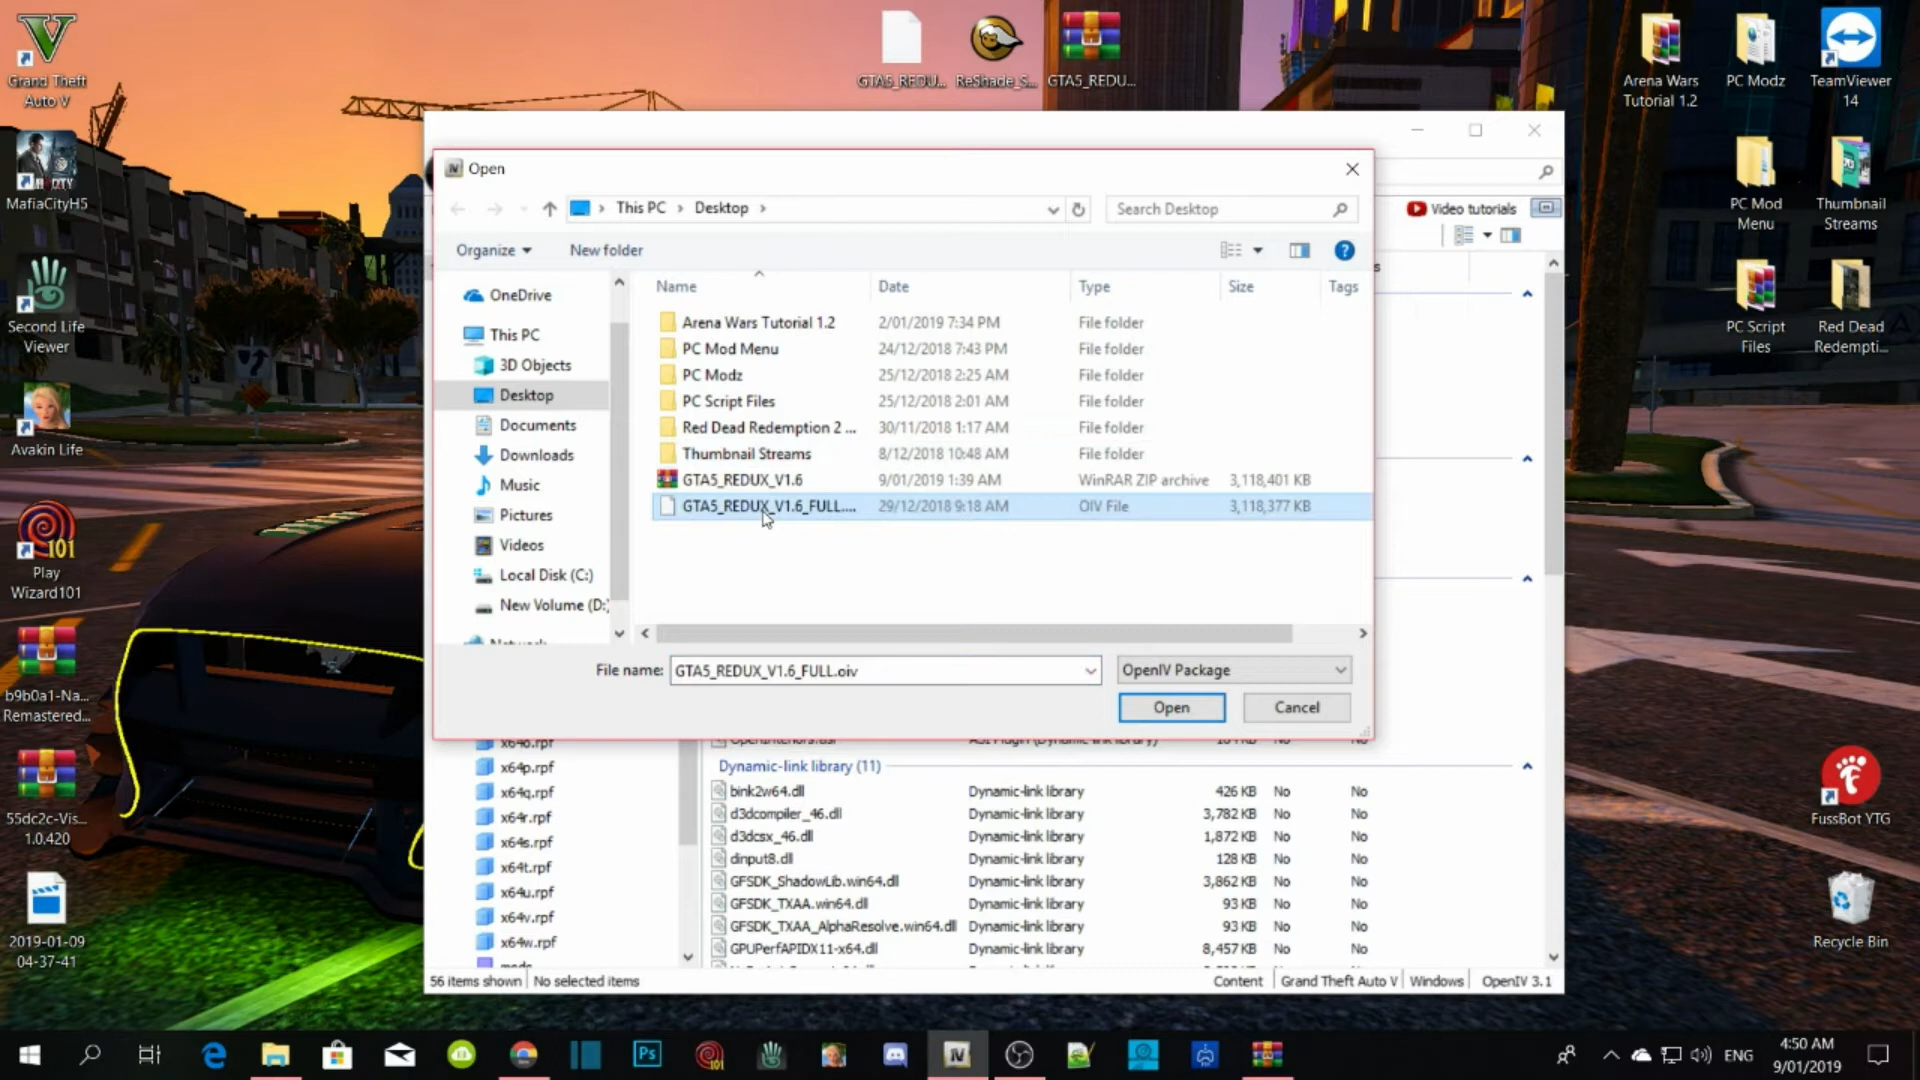 Grand Theft
Auto V
MafiaCityH5
Second Life
Viewer
Avakin Life
Play
Wizard101
b9b0a1-Na...
Remastered...
55dc2c-Vis...
1.0.420
2019-01-09
04-37-41
GTA5_REDU...
ReShade_S...
GTA5_REDU...
Arena Wars
Tutorial 1.2
PC Modz
TeamViewer
14
PC Mod
Menu
Thumbnail
Streams
PC Script
Files
Red Dead
Redempti...
FussBot YTG
Recycle Bin
Open
This PC > Desktop >
Search Desktop
Video tutorials
Organize
New folder
OneDrive
This PC
3D Objects
Desktop
Documents
Downloads
Music
Pictures
Videos
Local Disk (C:)
New Volume (D:)
Network
Name Date Type Size Tags
Arena Wars Tutorial 1.2 2/01/2019 7:34 PM File folder
PC Mod Menu 24/12/2018 7:43 PM File folder
PC Modz 25/12/2018 2:25 AM File folder
PC Script Files 25/12/2018 2:01 AM File folder
Red Dead Redemption 2 ... 30/11/2018 1:17 AM File folder
Thumbnail Streams 8/12/2018 10:48 AM File folder
GTA5_REDUX_V1.6 9/01/2019 1:39 AM WinRAR ZIP archive 3,118,401 KB
GTA5_REDUX_V1.6_FULL.... 29/12/2018 9:18 AM OIV File 3,118,377 KB
File name: GTA5_REDUX_V1.6_FULL.oiv
OpenIV Package
Open
Cancel
x64o.rpf
x64p.rpf
x64q.rpf
x64r.rpf
x64s.rpf
x64t.rpf
x64u.rpf
x64v.rpf
x64w.rpf
mods
OpenInteriors.asi ASI Plugin (Dynamic-link library) No No
Dynamic-link library (11)
bink2w64.dll Dynamic-link library 426 KB No No
d3dcompiler_46.dll Dynamic-link library 3,782 KB No No
d3dcsx_46.dll Dynamic-link library 1,872 KB No No
dinput8.dll Dynamic-link library 128 KB No No
GFSDK_ShadowLib.win64.dll Dynamic-link library 3,862 KB No No
GFSDK_TXAA.win64.dll Dynamic-link library 93 KB No No
GFSDK_TXAA_AlphaResolve.win64.dll Dynamic-link library 93 KB No No
GPUPerfAPIDX11-x64.dll Dynamic-link library 8,457 KB No No
56 items shown No selected items Content Grand Theft Auto V Windows OpenIV 3.1
ENG
4:50 AM
9/01/2019